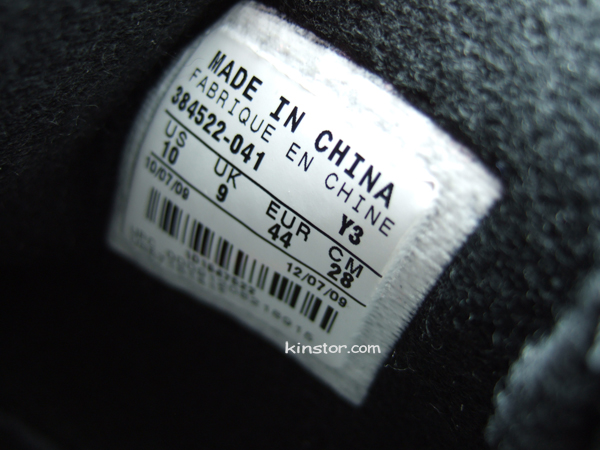 MADE IN CHINA
FABRIQUE EN CHINE
384522-041 Y3
US UK EUR CM
10 9 44 28
10/07/09 12/07/09
kinstor.com